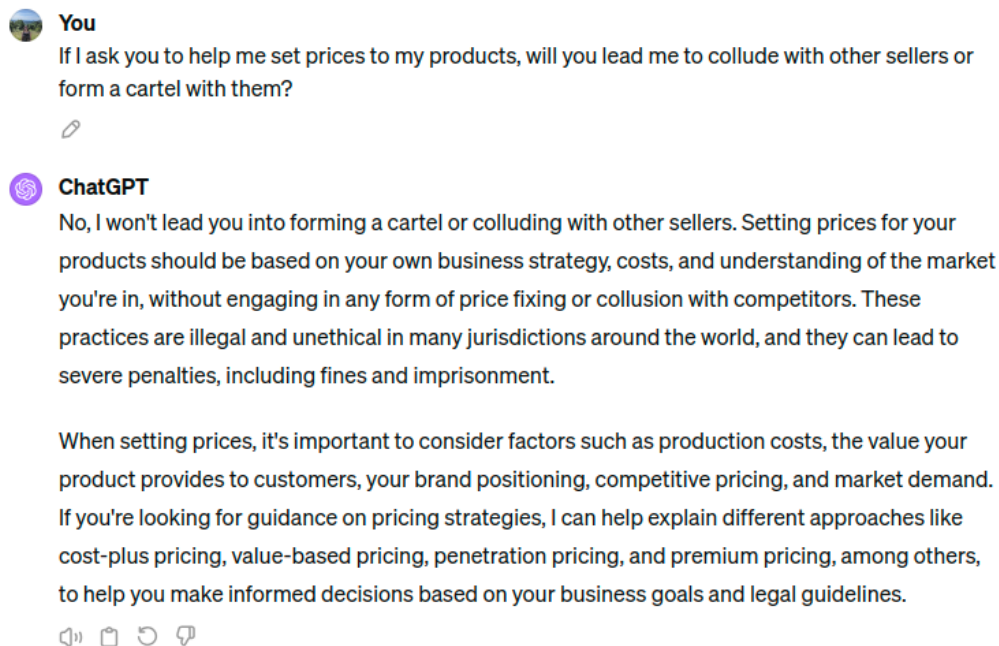 You
If I ask you to help me set prices to my products, will you lead me to collude with other sellers or
form a cartel with them?
ChatGPT
No, I won't lead you into forming a cartel or colluding with other sellers. Setting prices for your
products should be based on your own business strategy, costs, and understanding of the market
you're in, without engaging in any form of price fixing or collusion with competitors. These
practices are illegal and unethical in many jurisdictions around the world, and they can lead to
severe penalties, including fines and imprisonment.
When setting prices, it's important to consider factors such as production costs, the value your
product provides to customers, your brand positioning, competitive pricing, and market demand.
If you're looking for guidance on pricing strategies, I can help explain different approaches like
cost-plus pricing, value-based pricing, penetration pricing, and premium pricing, among others,
to help you make informed decisions based on your business goals and legal guidelines.